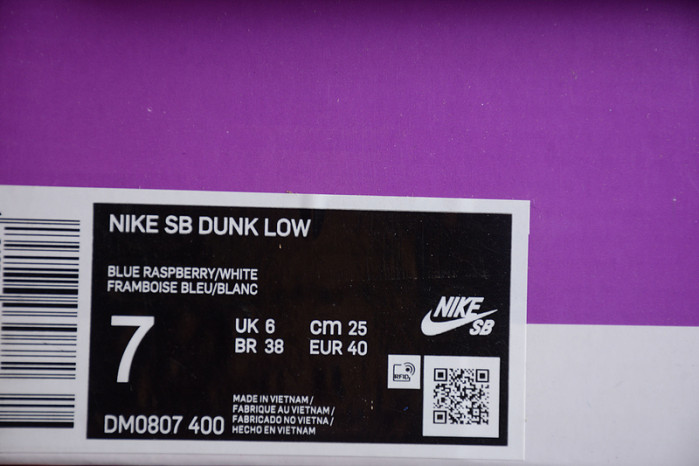 NIKE SB DUNK LOW
BLUE RASPBERRY/WHITE
FRAMBOISE BLEU/BLANC
7
UK 6
cm 25
BR 38
EUR 40
NIKE
SB
RFID
DM0807 400
MADE IN VIETNAM /
FABRIQUE AU VIETNAM /
FABRICADO NO VIETNA /
HECHO EN VIETNAM